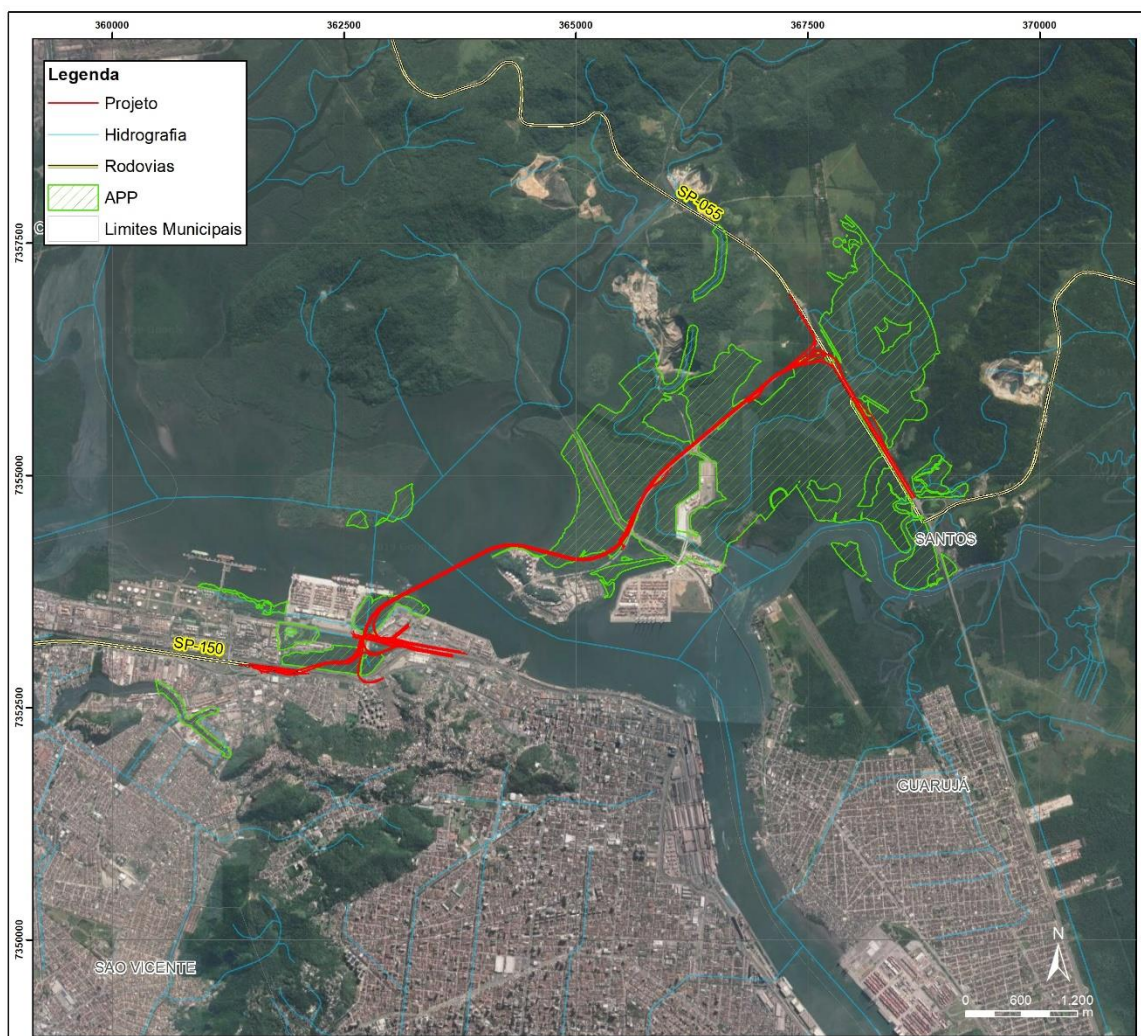 360000
362500
365000
367500
370000
Legenda
Projeto
Hidrografia
Rodovias
APP
Limites Municipais
©
SP-055
7357500
7355000
SANTOS
SP-150
7352500
GUARUJÁ
7350000
SÃO VICENTE
N
0 600 1.200
m